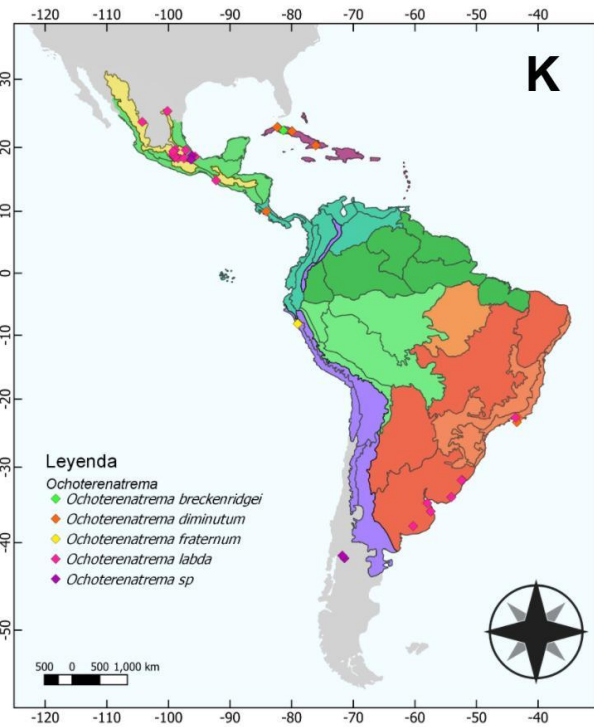 -120 -110 -100 -90 -80 -70 -60 -50 -40
K
30
20
10
0
-10
-20
-30
-40
-50
Leyenda
Ochoterenatrema
Ochoterenatrema breckenridgei
Ochoterenatrema diminutum
Ochoterenatrema fraternum
Ochoterenatrema labda
Ochoterenatrema sp
500 0 500 1,000 km
-120 -110 -100 -90 -80 -70 -60 -50 -40